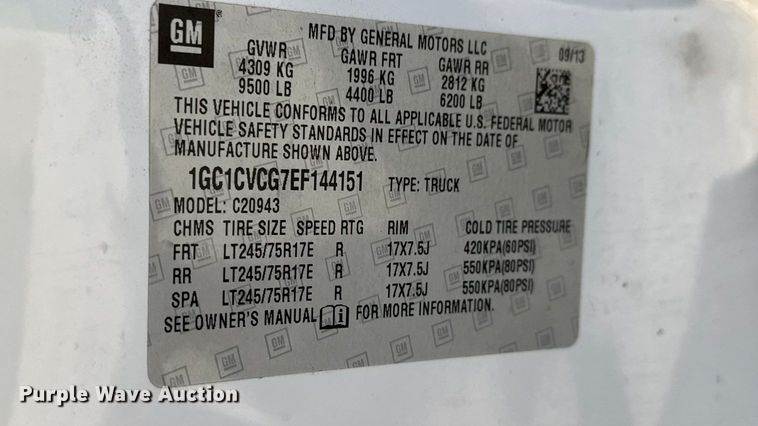 GM
MFD BY GENERAL MOTORS LLC
09/13
GVWR GAWR FRT GAWR RR
4309 KG 1996 KG 2812 KG
9500 LB 4400 LB 6200 LB
THIS VEHICLE CONFORMS TO ALL APPLICABLE U.S. FEDERAL MOTOR
VEHICLE SAFETY STANDARDS IN EFFECT ON THE DATE OF
MANUFACTURE SHOWN ABOVE.
1GC1CVCG7EF144151 TYPE: TRUCK
MODEL: C20943
CHMS TIRE SIZE SPEED RTG RIM COLD TIRE PRESSURE
FRT LT245/75R17E R 17X7.5J 420KPA(60PSI)
RR LT245/75R17E R 17X7.5J 550KPA(80PSI)
SPA LT245/75R17E R 17X7.5J 550KPA(80PSI)
SEE OWNER'S MANUAL i FOR MORE INFORMATION.
Purple Wave Auction